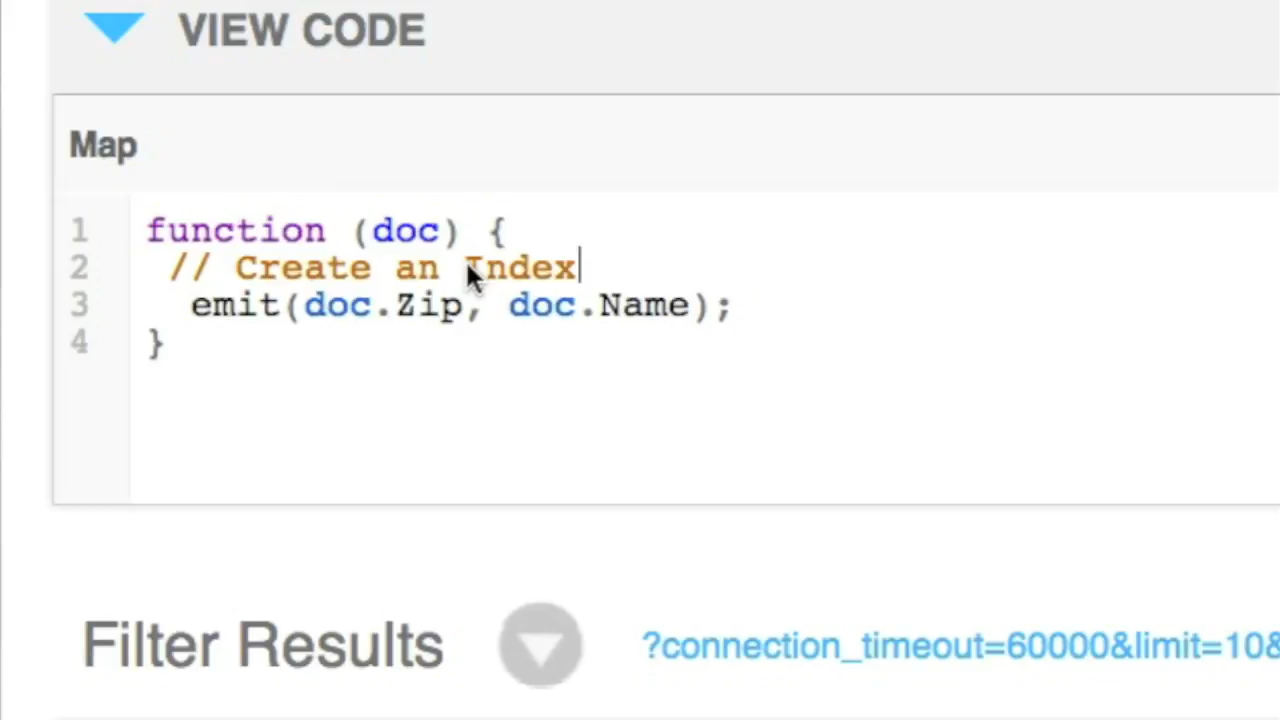 VIEW CODE
Map
1 function (doc) {
2 // Create an Index
3 emit(doc.Zip, doc.Name);
4 }
Filter Results ?connection_timeout=60000&limit=10&